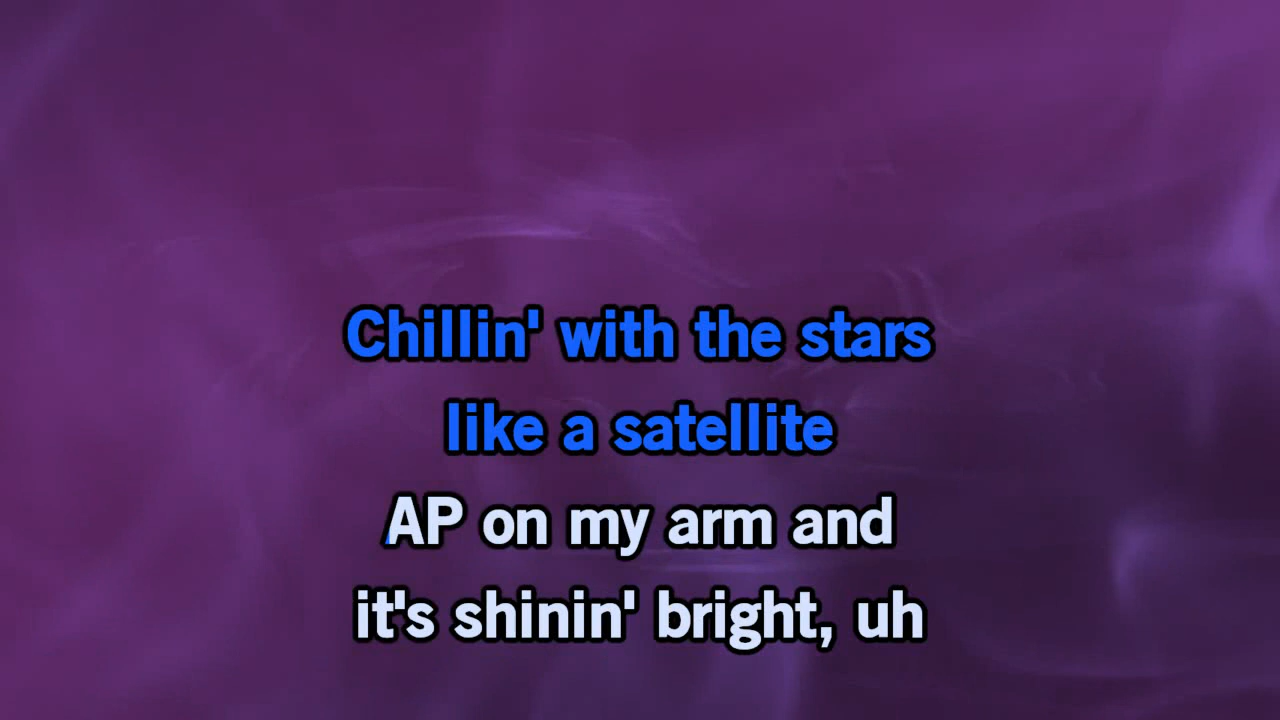 Chillin' with the stars
like a satellite
AP on my arm and
it's shinin' bright, uh